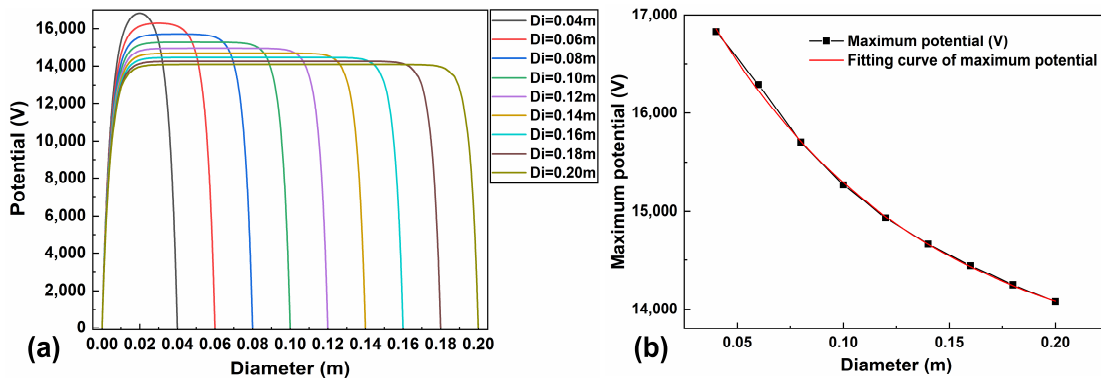 16,000
14,000
12,000
10,000
8,000
6,000
4,000
2,000
0
Potential (V)
0.00 0.02 0.04 0.06 0.08 0.10 0.12 0.14 0.16 0.18 0.20
Diameter (m)
(a)
Di=0.04m
Di=0.06m
Di=0.08m
Di=0.10m
Di=0.12m
Di=0.14m
Di=0.16m
Di=0.18m
Di=0.20m
17,000
16,000
15,000
14,000
Maximum potential (V)
Maximum potential (V)
Fitting curve of maximum potential
0.05 0.10 0.15 0.20
Diameter (m)
(b)